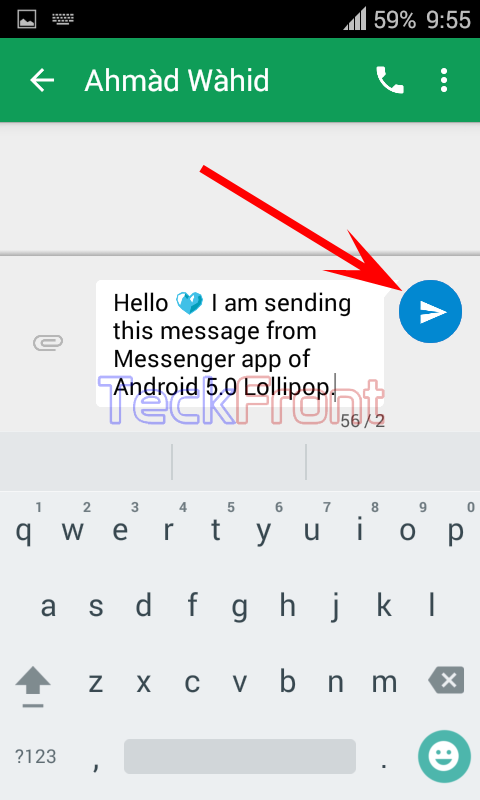 59% 9:55
Ahmàd Wàhid
Hello 💙 I am sending
this message from
Messenger app of
Android 5.0 Lollipop.
TeckFront
56 / 2
1 2 3 4 5 6 7 8 9 0
q w e r t y u i o p
a s d f g h j k l
z x c v b n m
?123 , .